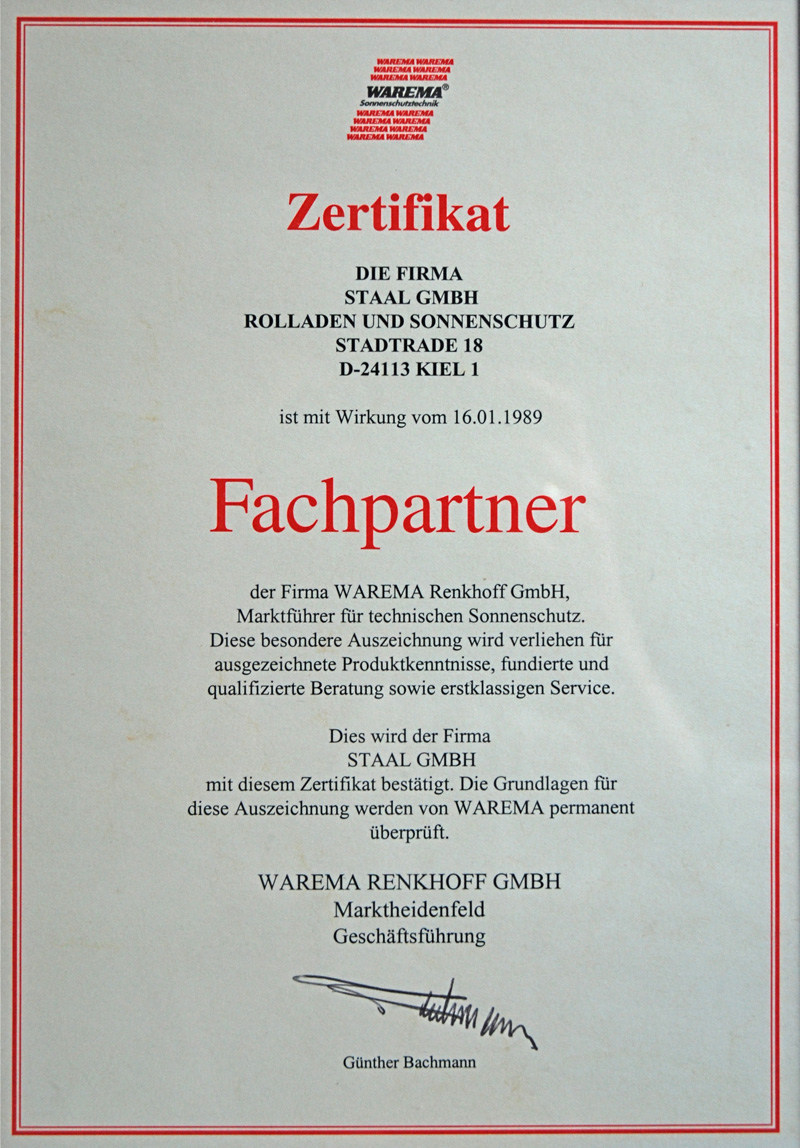 WAREMA WAREMA
WAREMA WAREMA
WAREMA WAREMA
WAREMA®
Sonnenschutztechnik
WAREMA WAREMA
WAREMA WAREMA
WAREMA WAREMA
WAREMA WAREMA
Zertifikat
DIE FIRMA
STAAL GMBH
ROLLADEN UND SONNENSCHUTZ
STADTRADE 18
D-24113 KIEL 1
ist mit Wirkung vom 16.01.1989
Fachpartner
der Firma WAREMA Renkhoff GmbH,
Marktführer für technischen Sonnenschutz.
Diese besondere Auszeichnung wird verliehen für
ausgezeichnete Produktkenntnisse, fundierte und
qualifizierte Beratung sowie erstklassigen Service.
Dies wird der Firma
STAAL GMBH
mit diesem Zertifikat bestätigt. Die Grundlagen für
diese Auszeichnung werden von WAREMA permanent
überprüft.
WAREMA RENKHOFF GMBH
Marktheidenfeld
Geschäftsführung
Günther Bachmann